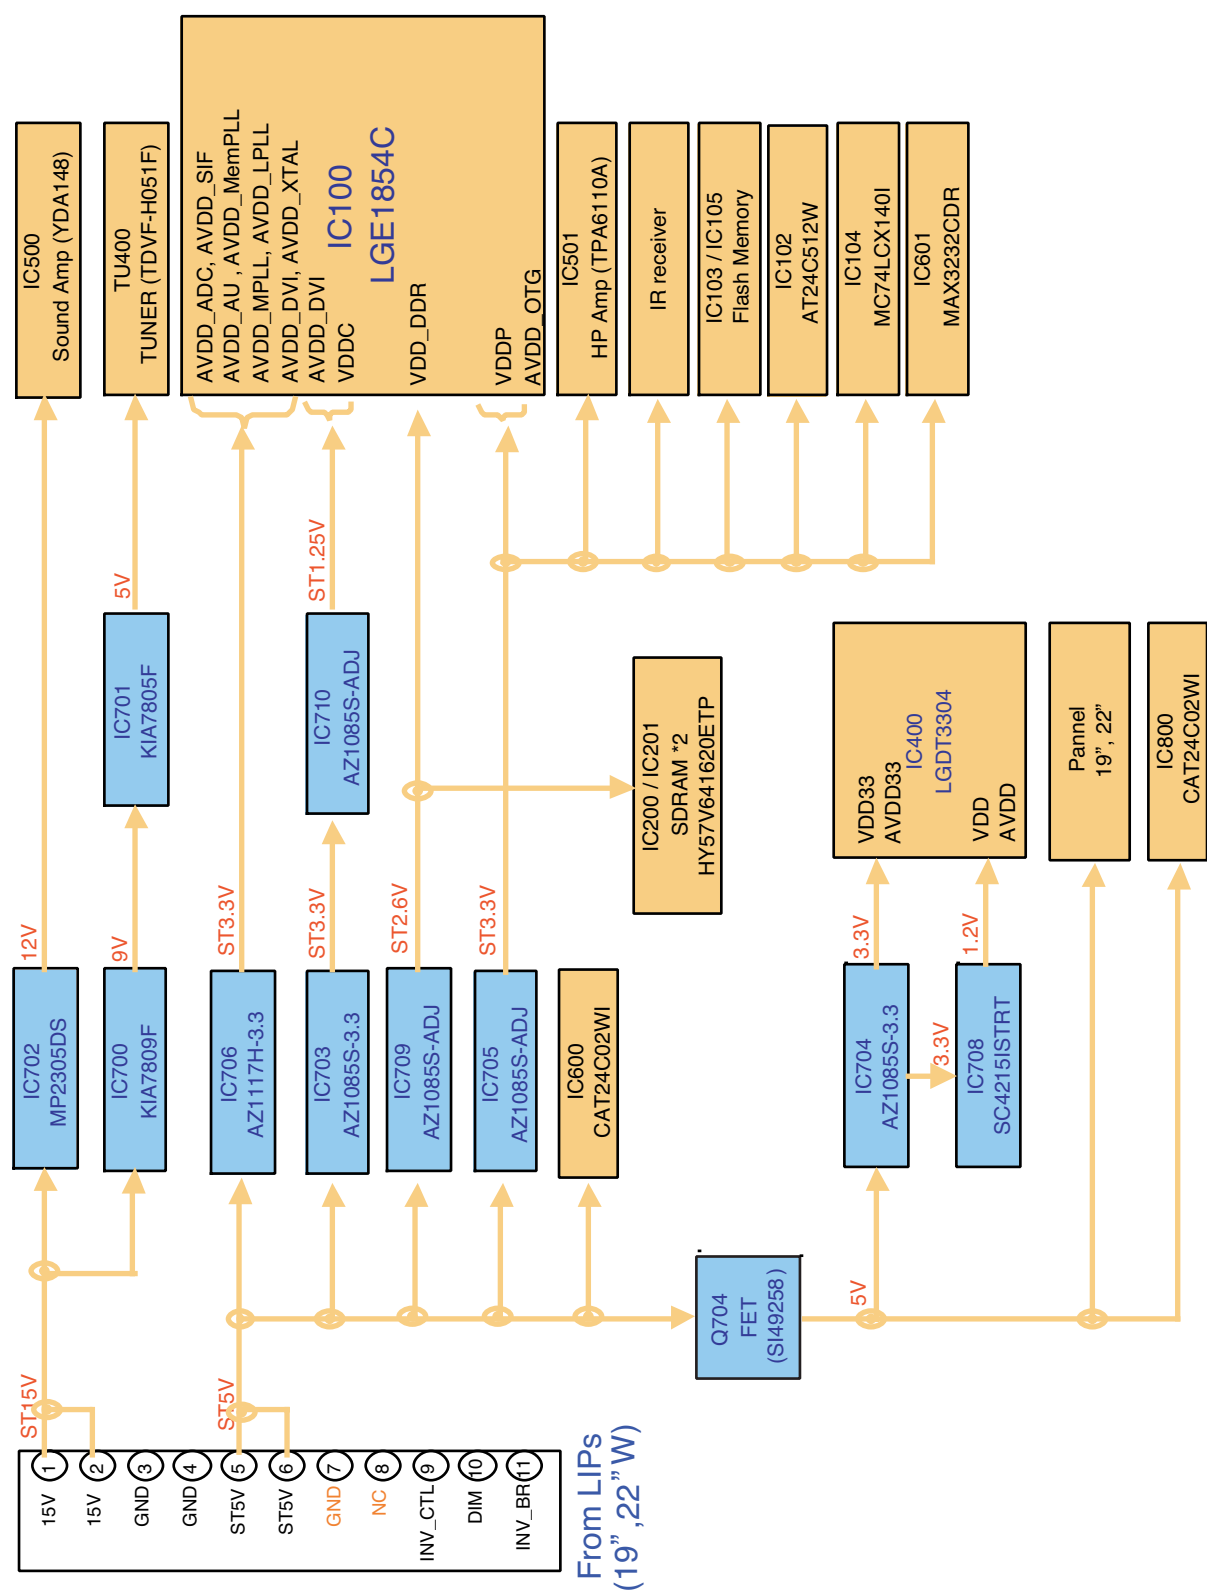 15V 1
15V 2
GND 3
GND 4
ST5V 5
ST5V 6
GND 7
NC 8
INV_CTL 9
DIM 10
INV_BR 11
From LIPs
(19” ,22” W)
ST15V
ST5V
IC702
MP2305DS
12V
IC500
Sound Amp (YDA148)
IC700
KIA7809F
9V
IC701
KIA7805F
5V
TU400
TUNER (TDVF-H051F)
IC706
AZ1117H-3.3
ST3.3V
IC703
AZ1085S-3.3
ST3.3V
IC710
AZ1085S-ADJ
ST1.25V
IC709
AZ1085S-ADJ
ST2.6V
IC705
AZ1085S-ADJ
ST3.3V
IC600
CAT24C02WI
AVDD_ADC, AVDD_SIF
AVDD_AU , AVDD_MemPLL
AVDD_MPLL, AVDD_LPLL
AVDD_DVI, AVDD_XTAL
AVDD_DVI
VDDC
IC100
LGE1854C
VDD_DDR
VDDP
AVDD_OTG
IC200 / IC201
SDRAM *2
HY57V641620ETP
IC501
HP Amp (TPA6110A)
IR receiver
IC103 / IC105
Flash Memory
IC102
AT24C512W
IC104
MC74LCX140I
IC601
MAX3232CDR
Q704
FET
(SI49258 )
5V
IC704
AZ1085S-3.3
3.3V
3.3V
IC708
SC4215ISTRT
1.2V
VDD33
AVDD33
IC400
LGDT3304
VDD
AVDD
Pannel
19”, 22”
IC800
CAT24C02WI